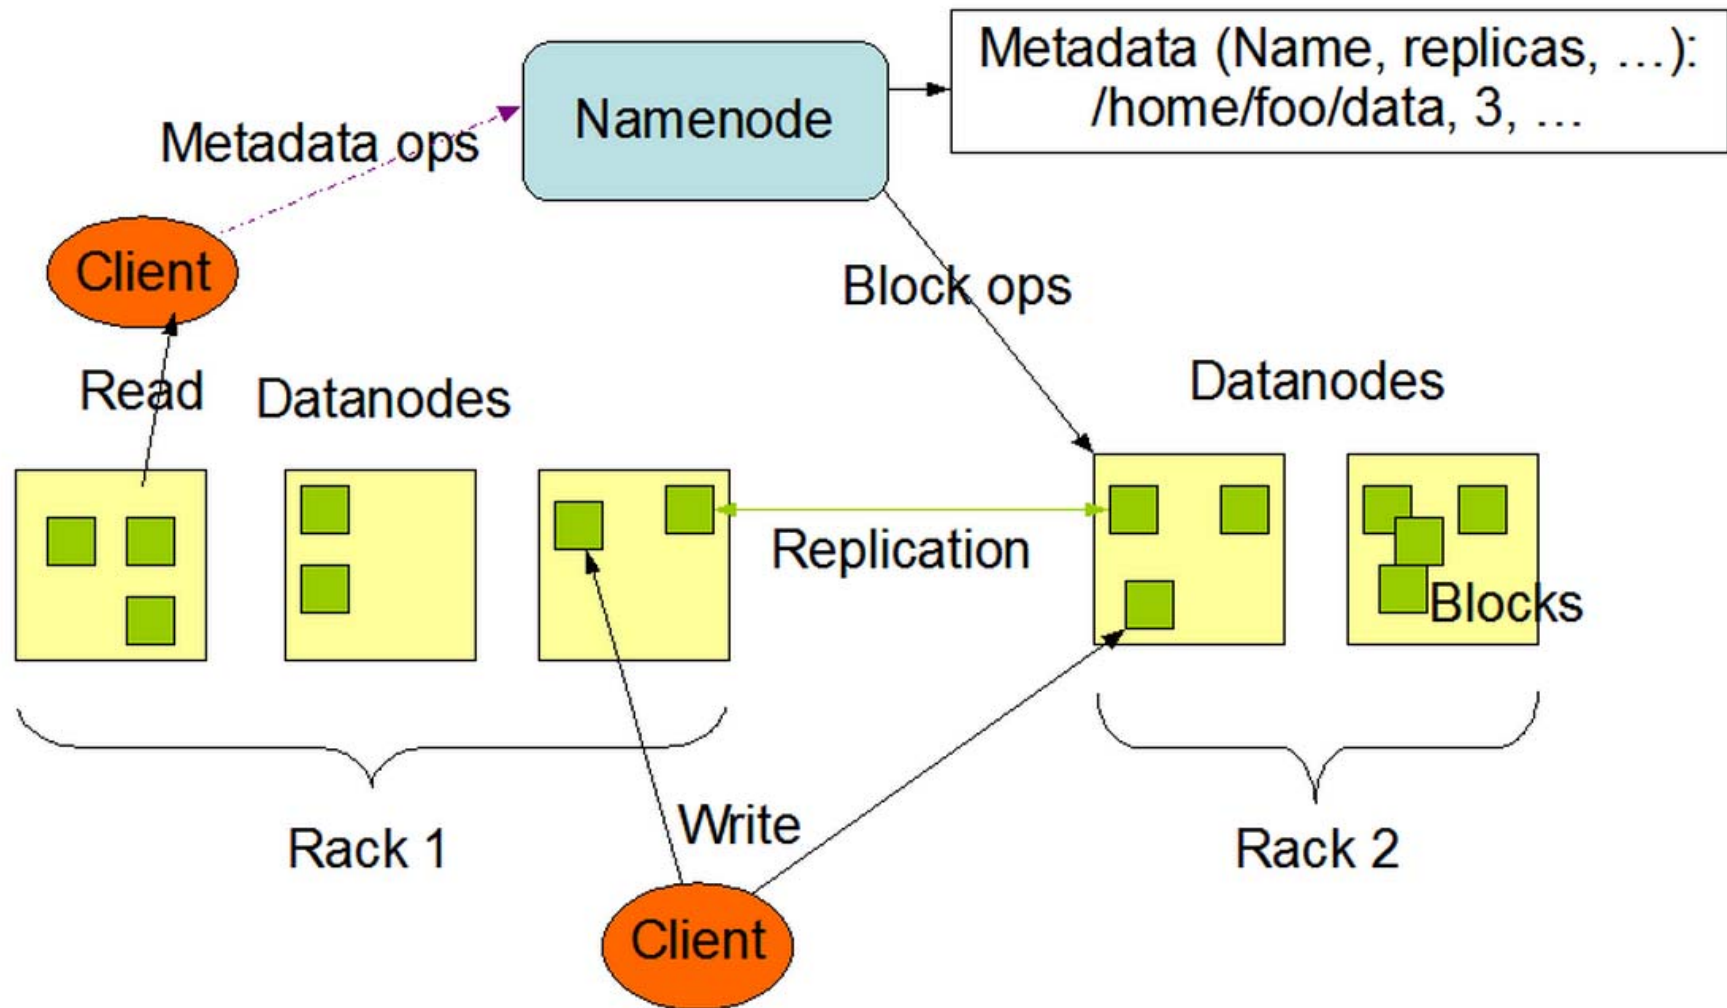 Metadata (Name, replicas, …):
/home/foo/data, 3, …
Namenode
Metadata ops
Client
Block ops
Read
Datanodes
Datanodes
Replication
Blocks
Write
Rack 1
Rack 2
Client